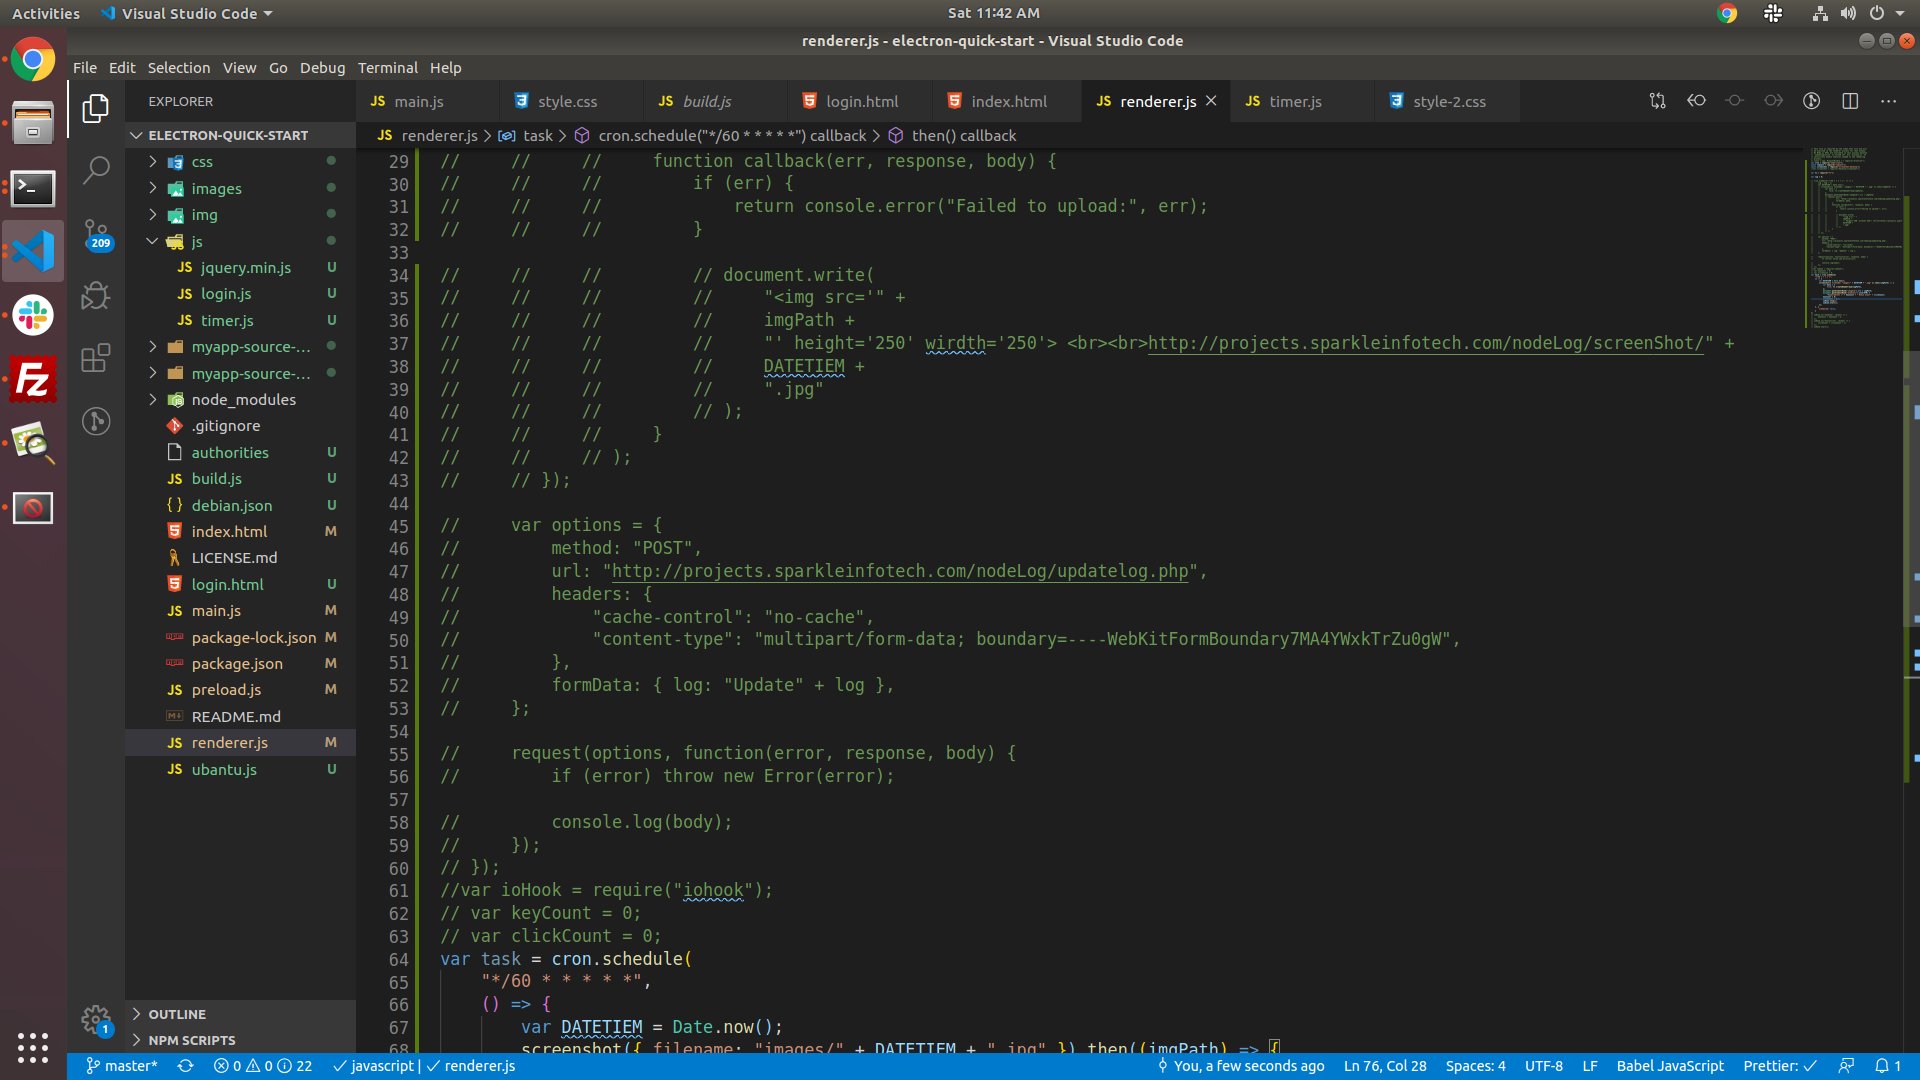 Activities Visual Studio Code Sat 11:42 AM
renderer.js - electron-quick-start - Visual Studio Code
File Edit Selection View Go Debug Terminal Help
EXPLORER
main.js style.css build.js login.html index.html renderer.js timer.js style-2.css
renderer.js > task > cron.schedule("*/60 * * * * *") callback > then() callback
ELECTRON-QUICK-START
css
images
img
js
jquery.min.js U
login.js U
timer.js U
myapp-source-...
myapp-source-...
node_modules
.gitignore
authorities U
build.js U
debian.json U
index.html M
LICENSE.md
login.html U
main.js M
package-lock.json M
package.json M
preload.js M
README.md
renderer.js M
ubantu.js U
OUTLINE
NPM SCRIPTS
209
1
29 // // // function callback(err, response, body) {
30 // // // if (err) {
31 // // // return console.error("Failed to upload:", err);
32 // // // }
33
34 // // // // document.write(
35 // // // // "<img src='" +
36 // // // // imgPath +
37 // // // // "' height='250' wirdth='250'> <br><br>http://projects.sparkleinfotech.com/nodeLog/screenShot/" +
38 // // // // DATETIEM +
39 // // // // ".jpg"
40 // // // // );
41 // // // }
42 // // // );
43 // // });
44
45 // var options = {
46 // method: "POST",
47 // url: "http://projects.sparkleinfotech.com/nodeLog/updatelog.php",
48 // headers: {
49 // "cache-control": "no-cache",
50 // "content-type": "multipart/form-data; boundary=----WebKitFormBoundary7MA4YWxkTrZu0gW",
51 // },
52 // formData: { log: "Update" + log },
53 // };
54
55 // request(options, function(error, response, body) {
56 // if (error) throw new Error(error);
57
58 // console.log(body);
59 // });
60 // });
61 //var ioHook = require("iohook");
62 // var keyCount = 0;
63 // var clickCount = 0;
64 var task = cron.schedule(
65 "*/60 * * * * *",
66 () => {
67 var DATETIEM = Date.now();
68 screenshot({ filename: "images/" + DATETIEM + ".jpg" }).then((imgPath) => {
master* 0 0 22 javascript | renderer.js You, a few seconds ago Ln 76, Col 28 Spaces: 4 UTF-8 LF Babel JavaScript Prettier: ✓ 1